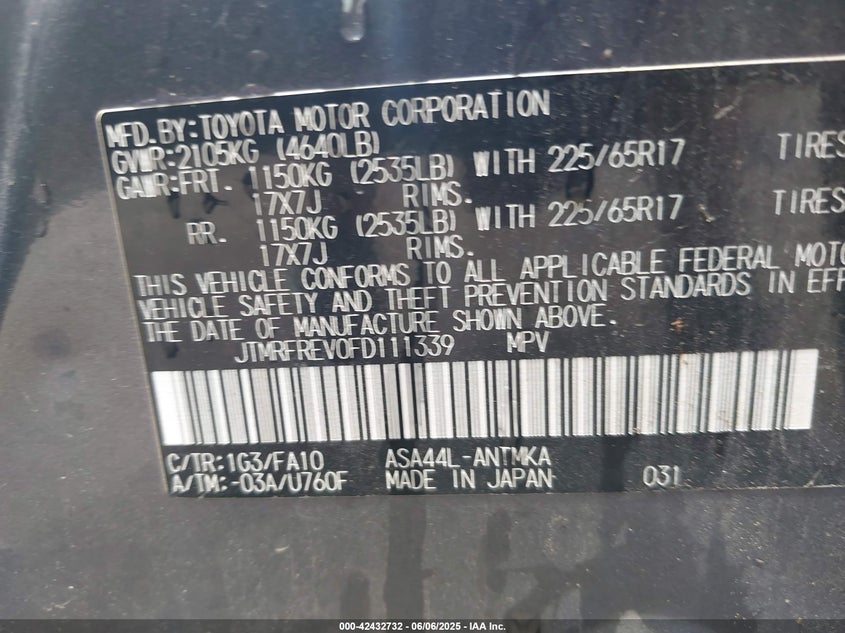 MFD.BY:TOYOTA MOTOR CORPORATION
GVWR:2105KG (4640LB)
GAWR:FRT. 1150KG (2535LB) WITH 225/65R17 TIRES
17X7J RIMS.
RR. 1150KG (2535LB) WITH 225/65R17 TIRES
17X7J RIMS.
THIS VEHICLE CONFORMS TO ALL APPLICABLE FEDERAL MOTO
VEHICLE SAFETY AND THEFT PREVENTION STANDARDS IN EFF
THE DATE OF MANUFACTURE SHOWN ABOVE.
JTMRFREV0FD111339 MPV
C/TR:1G3/FA10 ASA44L-ANTMKA
A/TM:-03A/U760F MADE IN JAPAN 031
000-42432732 - 06/06/2025 - IAA Inc.